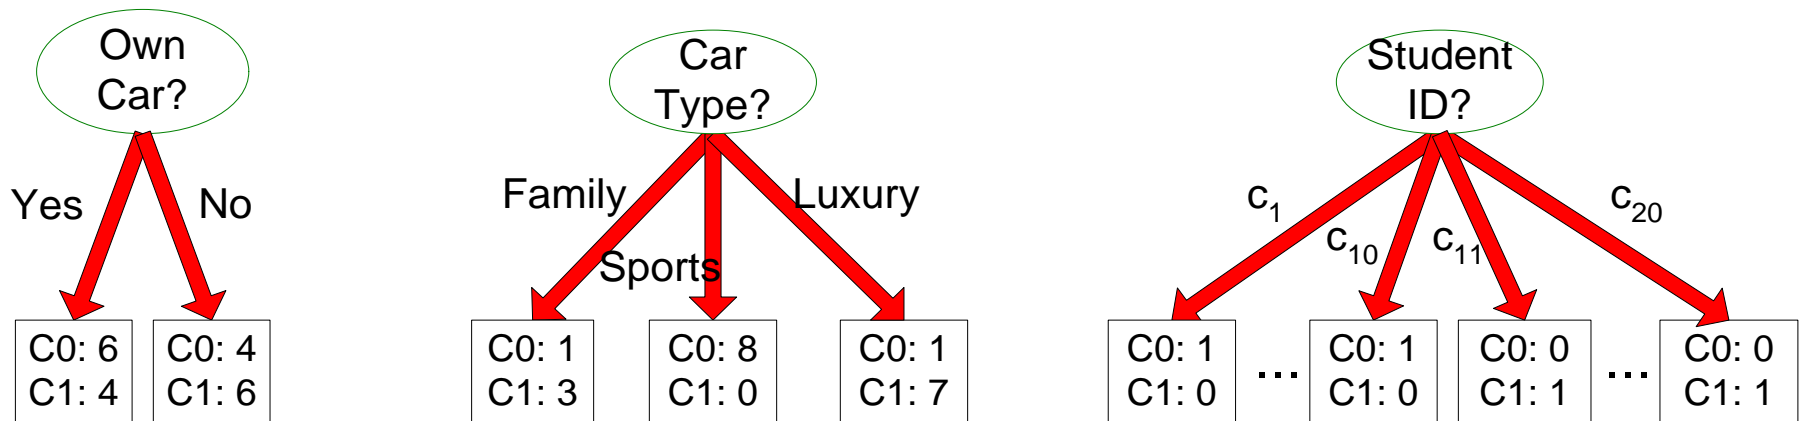 Own
Car?
Yes
No
C0: 6
C1: 4
C0: 4
C1: 6
Car
Type?
Family
Sports
Luxury
C0: 1
C1: 3
C0: 8
C1: 0
C0: 1
C1: 7
Student
ID?
c1
c10
c11
c20
C0: 1
C1: 0
...
C0: 1
C1: 0
C0: 0
C1: 1
...
C0: 0
C1: 1